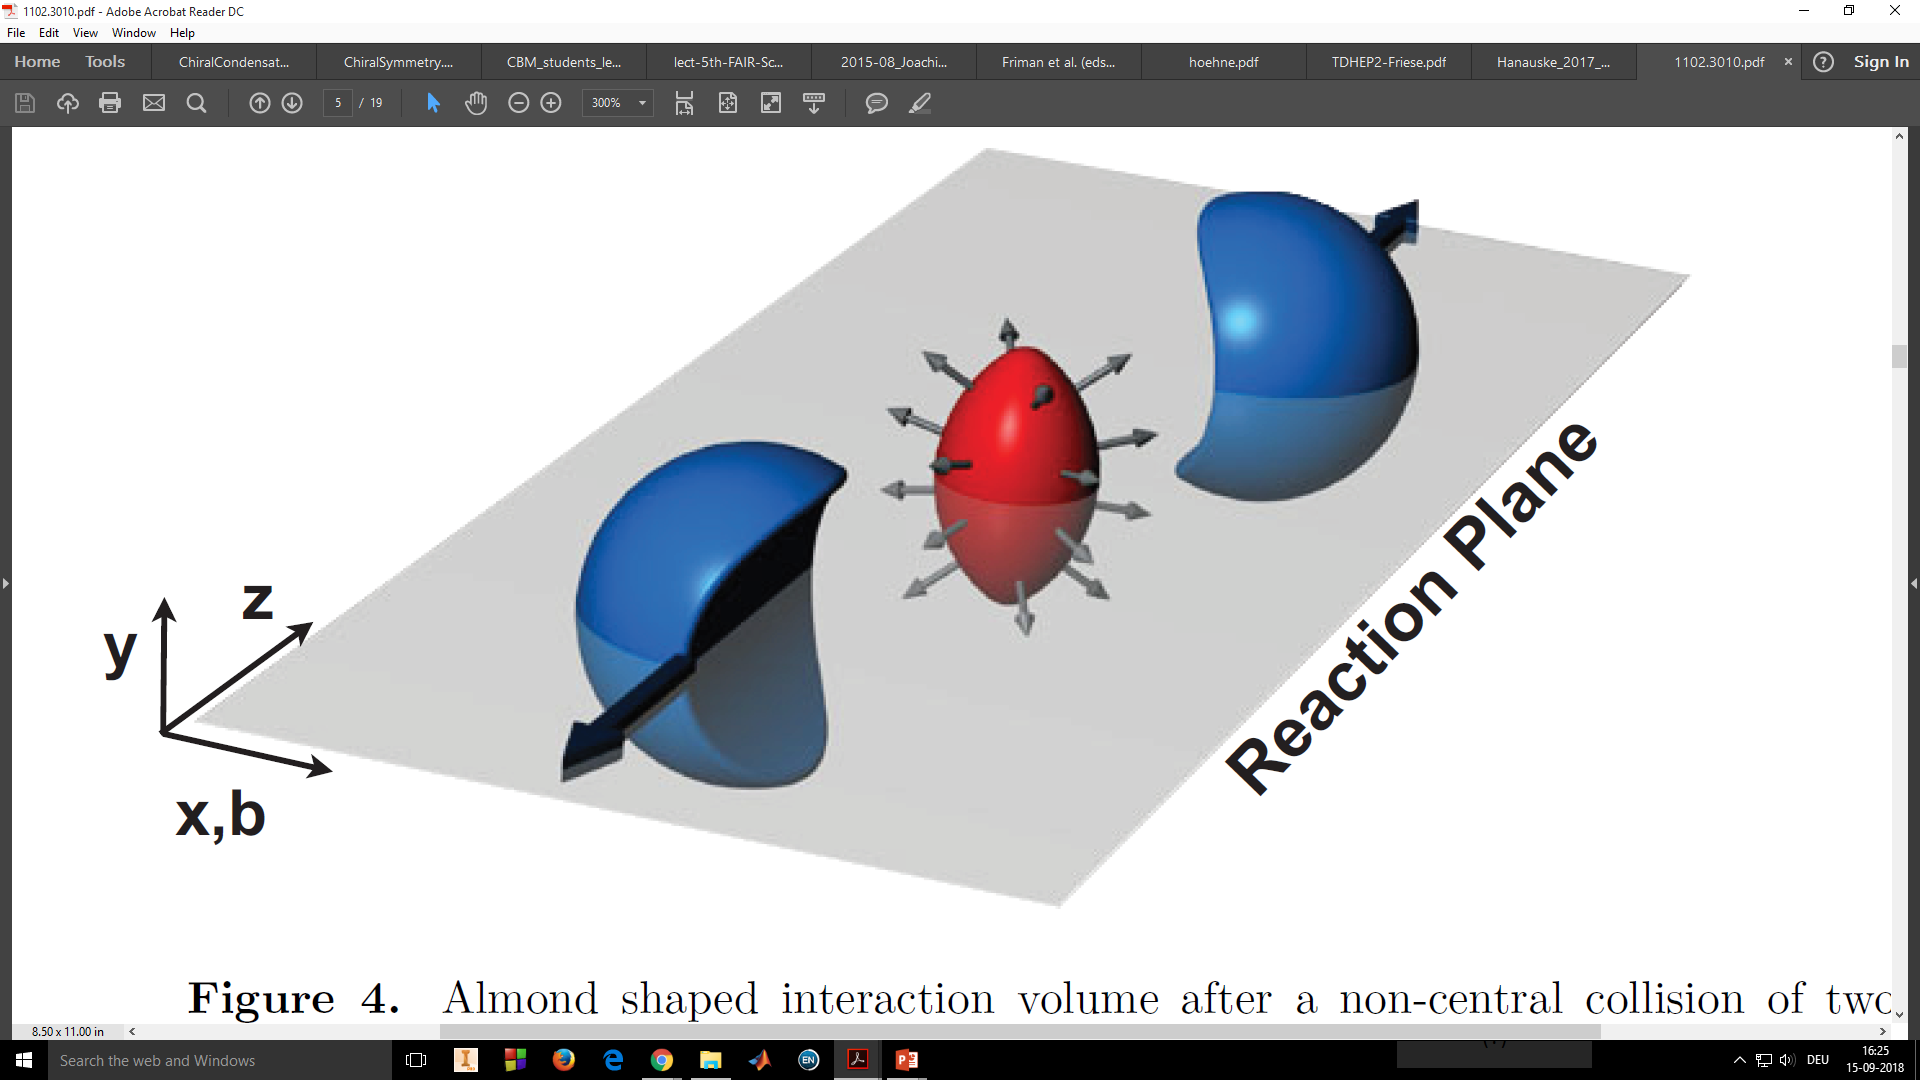 1102.3010.pdf - Adobe Acrobat Reader DC
File Edit View Window Help
Home Tools ChiralCondensat... ChiralSymmetry.... CBM_students_le... lect-5th-FAIR-Sc... 2015-08_Joachi... Friman et al. (eds... hoehne.pdf TDHEP2-Friese.pdf Hanauske_2017_... 1102.3010.pdf × ? Sign In
5 / 19 300%
y
z
x,b
Reaction Plane
Figure 4. Almond shaped interaction volume after a non-central collision of two
8.50 x 11.00 in
Search the web and Windows
EN
DEU
16:25
15-09-2018